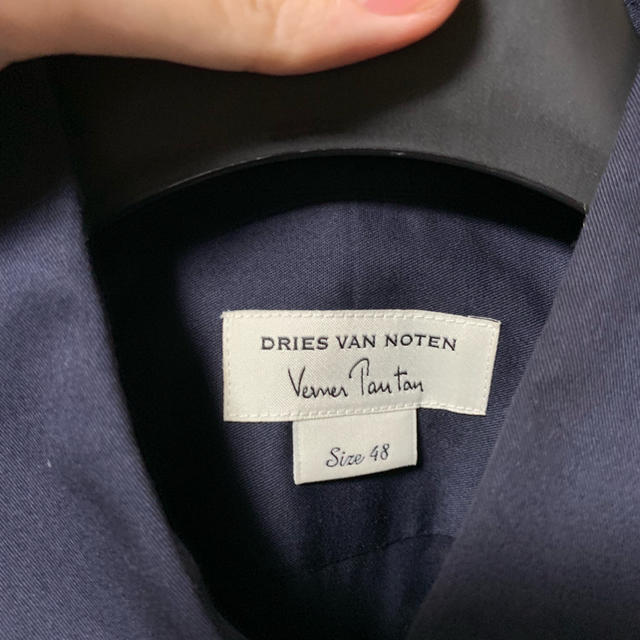 DRIES VAN NOTEN
Verner Panton
Size 48